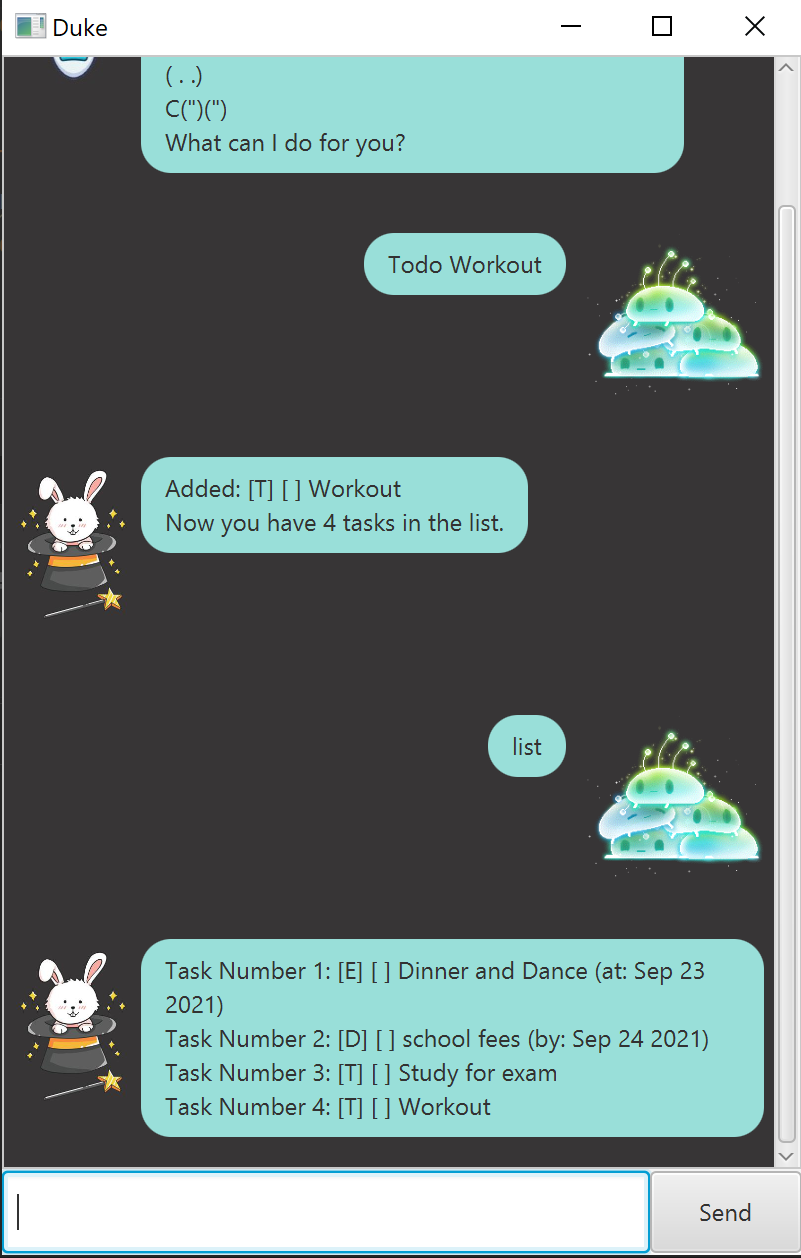 Duke
( . .)
C(")(")
What can I do for you?
Todo Workout
Added: [T] [ ] Workout
Now you have 4 tasks in the list.
list
Task Number 1: [E] [ ] Dinner and Dance (at: Sep 23
2021)
Task Number 2: [D] [ ] school fees (by: Sep 24 2021)
Task Number 3: [T] [ ] Study for exam
Task Number 4: [T] [ ] Workout
Send